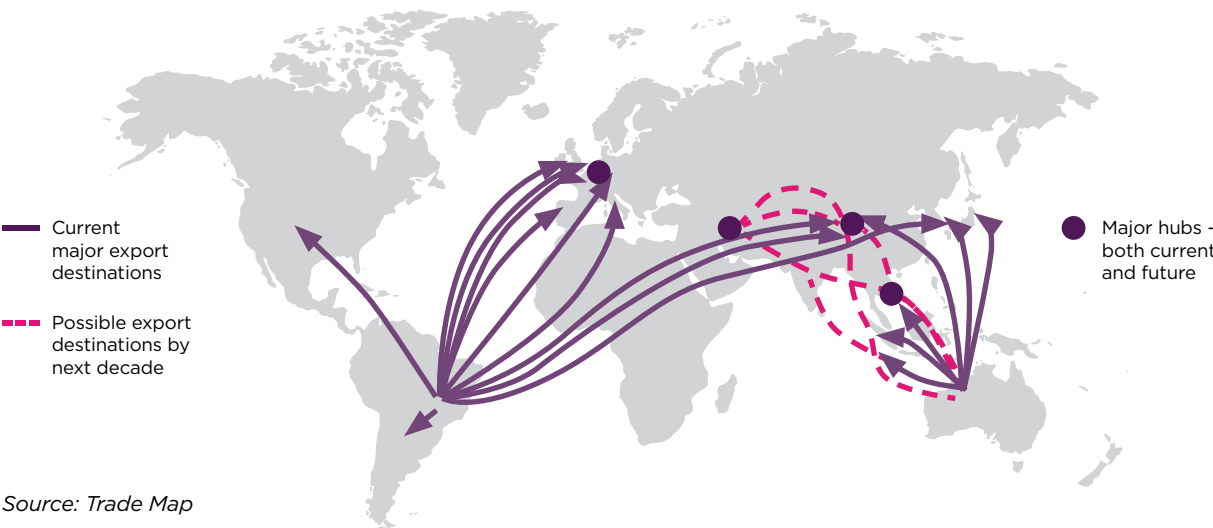 Current
major export
destinations
Possible export
destinations by
next decade
Major hubs -
both current
and future
Source: Trade Map